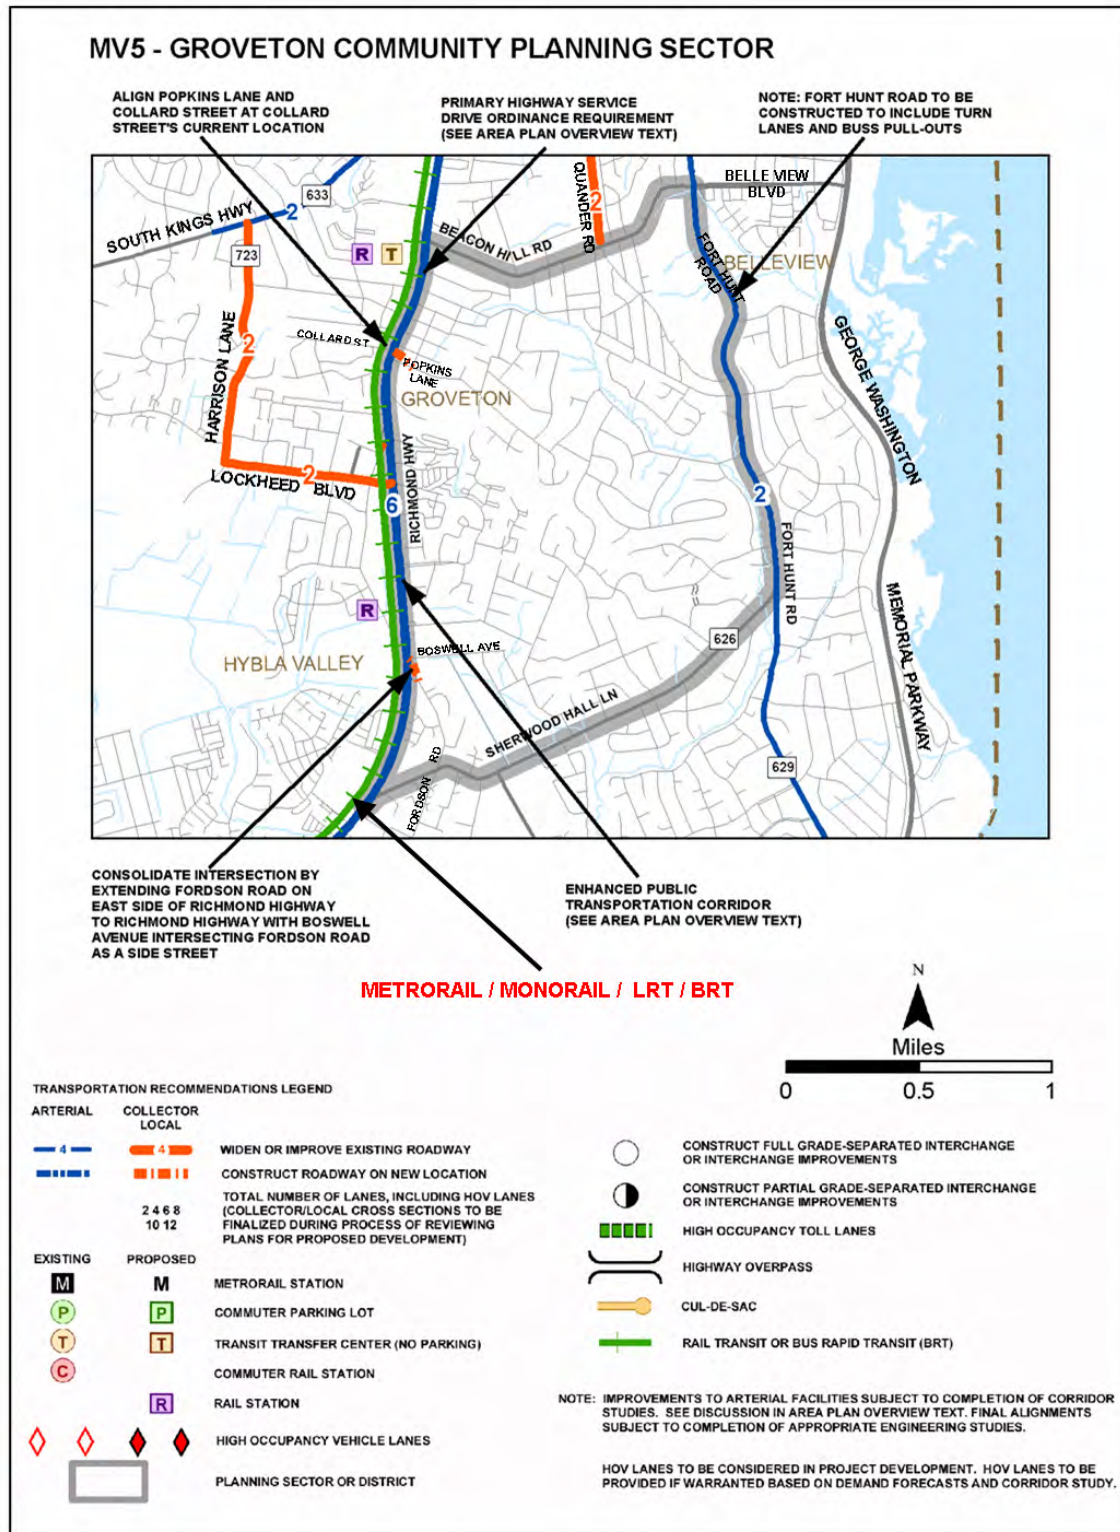 MV5 - GROVETON COMMUNITY PLANNING SECTOR
ALIGN POPKINS LANE AND
COLLARD STREET AT COLLARD
STREET'S CURRENT LOCATION
PRIMARY HIGHWAY SERVICE
DRIVE ORDINANCE REQUIREMENT
(SEE AREA PLAN OVERVIEW TEXT)
NOTE: FORT HUNT ROAD TO BE
CONSTRUCTED TO INCLUDE TURN
LANES AND BUSS PULL-OUTS
SOUTH KINGS HWY
633
2
723
R
T
BEACON HILL RD
QUANDER RD
2
BELLE VIEW
BLVD
FORT HUNT
ROAD
BELLEVIEW
HARRISON LANE
2
COLLARD ST
POPKINS
LANE
GROVETON
GEORGE WASHINGTON
LOCKHEED BLVD
2
6
RICHMOND HWY
2
FORT HUNT RD
MEMORIAL PARKWAY
R
626
BOSWELL AVE
HYBLA VALLEY
SHERWOOD HALL LN
FORDSON RD
629
CONSOLIDATE INTERSECTION BY
EXTENDING FORDSON ROAD ON
EAST SIDE OF RICHMOND HIGHWAY
TO RICHMOND HIGHWAY WITH BOSWELL
AVENUE INTERSECTING FORDSON ROAD
AS A SIDE STREET
ENHANCED PUBLIC
TRANSPORTATION CORRIDOR
(SEE AREA PLAN OVERVIEW TEXT)
METRORAIL / MONORAIL / LRT / BRT
N
Miles
0 0.5 1
TRANSPORTATION RECOMMENDATIONS LEGEND
ARTERIAL COLLECTOR
LOCAL
4 4 WIDEN OR IMPROVE EXISTING ROADWAY
CONSTRUCT ROADWAY ON NEW LOCATION
2 4 6 8
10 12
TOTAL NUMBER OF LANES, INCLUDING HOV LANES
(COLLECTOR/LOCAL CROSS SECTIONS TO BE
FINALIZED DURING PROCESS OF REVIEWING
PLANS FOR PROPOSED DEVELOPMENT)
EXISTING PROPOSED
M M METRORAIL STATION
P P COMMUTER PARKING LOT
T T TRANSIT TRANSFER CENTER (NO PARKING)
C COMMUTER RAIL STATION
R RAIL STATION
HIGH OCCUPANCY VEHICLE LANES
PLANNING SECTOR OR DISTRICT
CONSTRUCT FULL GRADE-SEPARATED INTERCHANGE
OR INTERCHANGE IMPROVEMENTS
CONSTRUCT PARTIAL GRADE-SEPARATED INTERCHANGE
OR INTERCHANGE IMPROVEMENTS
HIGH OCCUPANCY TOLL LANES
HIGHWAY OVERPASS
CUL-DE-SAC
RAIL TRANSIT OR BUS RAPID TRANSIT (BRT)
NOTE: IMPROVEMENTS TO ARTERIAL FACILITIES SUBJECT TO COMPLETION OF CORRIDOR
STUDIES. SEE DISCUSSION IN AREA PLAN OVERVIEW TEXT. FINAL ALIGNMENTS
SUBJECT TO COMPLETION OF APPROPRIATE ENGINEERING STUDIES.
HOV LANES TO BE CONSIDERED IN PROJECT DEVELOPMENT. HOV LANES TO BE
PROVIDED IF WARRANTED BASED ON DEMAND FORECASTS AND CORRIDOR STUDY.